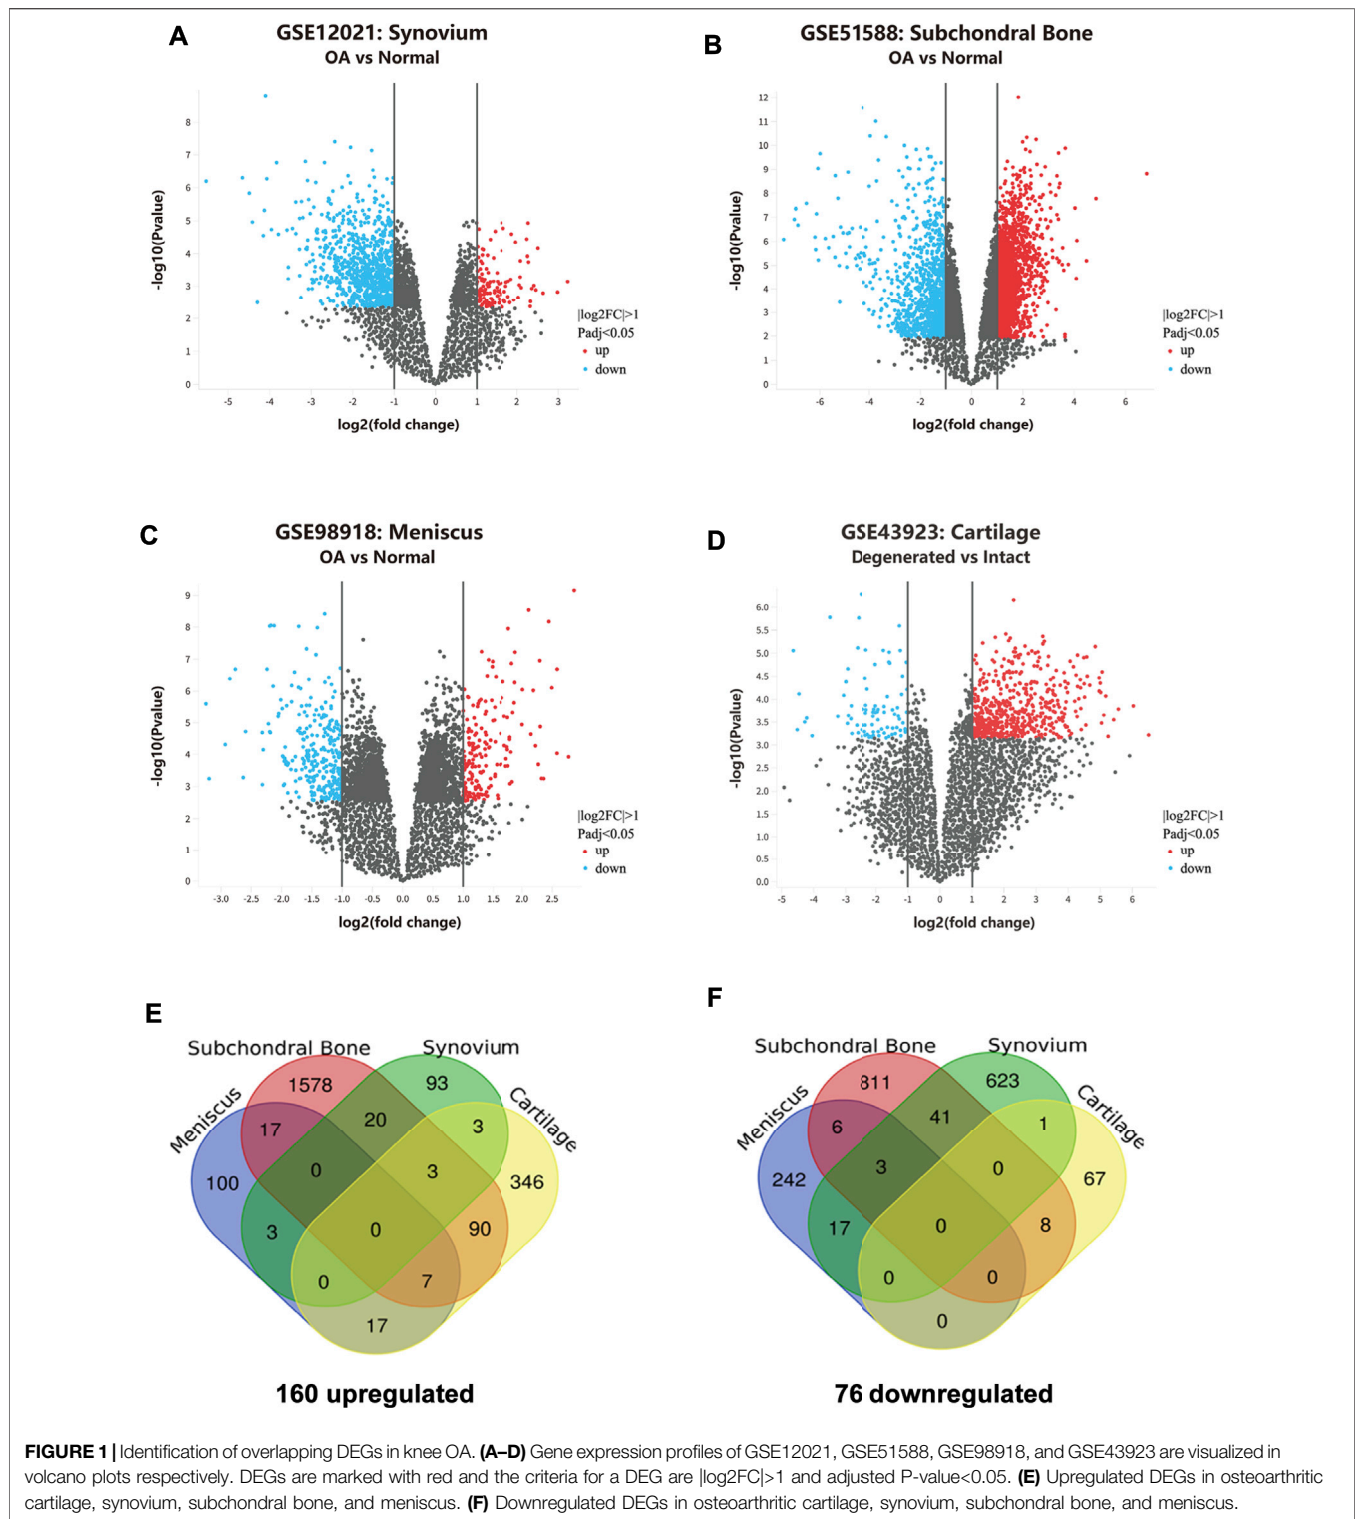 A
GSE12021: Synovium
OA vs Normal
-log10(Pvalue)
8
7
6
5
4
3
2
1
0
-5 -4 -3 -2 -1 0 1 2 3
log2(fold change)
|log2FC|>1
Padj<0.05
up
down
B
GSE51588: Subchondral Bone
OA vs Normal
-log10(Pvalue)
12
11
10
9
8
7
6
5
4
3
2
1
0
-6 -4 -2 0 2 4 6
log2(fold change)
|log2FC|>1
Padj<0.05
up
down
C
GSE98918: Meniscus
OA vs Normal
-log10(Pvalue)
9
8
7
6
5
4
3
2
1
0
-3.0 -2.5 -2.0 -1.5 -1.0 -0.5 0.0 0.5 1.0 1.5 2.0 2.5
log2(fold change)
|log2FC|>1
Padj<0.05
up
down
D
GSE43923: Cartilage
Degenerated vs Intact
-log10(Pvalue)
6.0
5.5
5.0
4.5
4.0
3.5
3.0
2.5
2.0
1.5
1.0
0.5
0.0
-5 -4 -3 -2 -1 0 1 2 3 4 5 6
log2(fold change)
|log2FC|>1
Padj<0.05
up
down
E
Subchondral Bone Synovium
Meniscus
Cartilage
1578 93
17 20 3
100 0 3 346
3 0 90
0 7
17
160 upregulated
F
Subchondral Bone Synovium
Meniscus
Cartilage
811 623
6 41 1
242 3 0 67
17 0 8
0 0
0
76 downregulated
FIGURE 1 | Identification of overlapping DEGs in knee OA. (A–D) Gene expression profiles of GSE12021, GSE51588, GSE98918, and GSE43923 are visualized in
volcano plots respectively. DEGs are marked with red and the criteria for a DEG are |log2FC|>1 and adjusted P-value<0.05. (E) Upregulated DEGs in osteoarthritic
cartilage, synovium, subchondral bone, and meniscus. (F) Downregulated DEGs in osteoarthritic cartilage, synovium, subchondral bone, and meniscus.